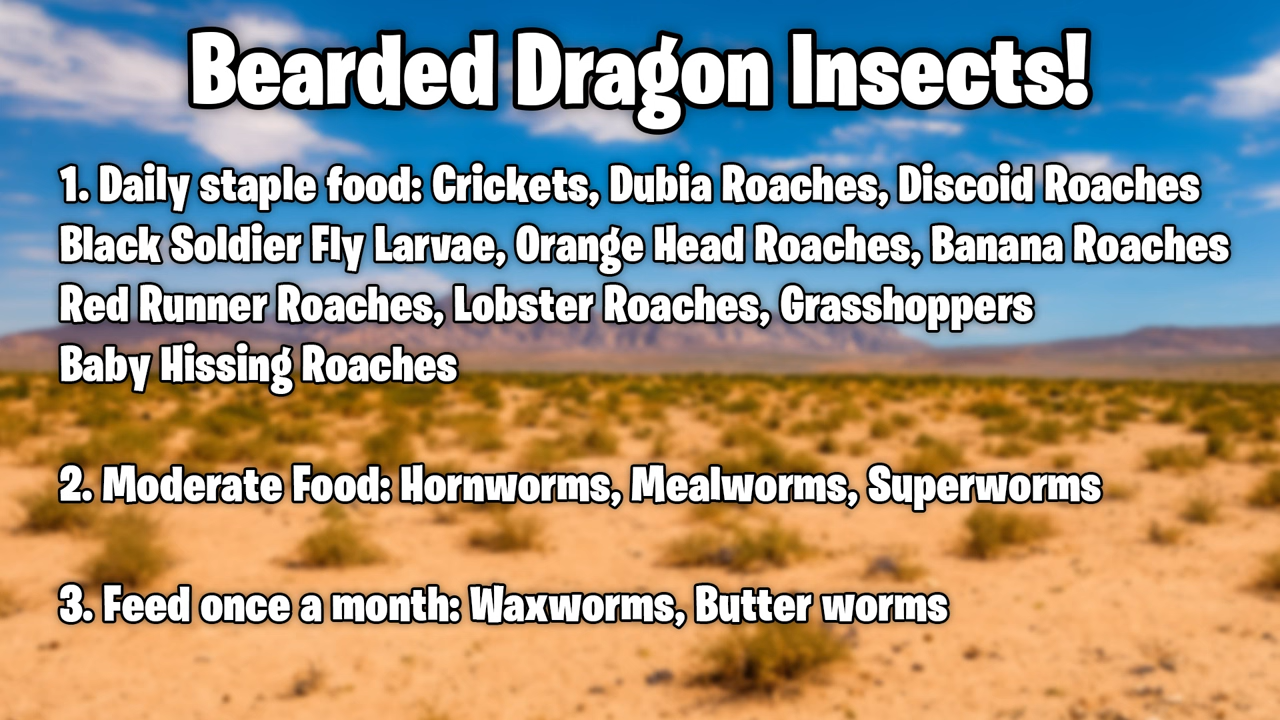 Bearded Dragon Insects!
1. Daily staple food: Crickets, Dubia Roaches, Discoid Roaches
Black Soldier Fly Larvae, Orange Head Roaches, Banana Roaches
Red Runner Roaches, Lobster Roaches, Grasshoppers
Baby Hissing Roaches
2. Moderate Food: Hornworms, Mealworms, Superworms
3. Feed once a month: Waxworms, Butter worms